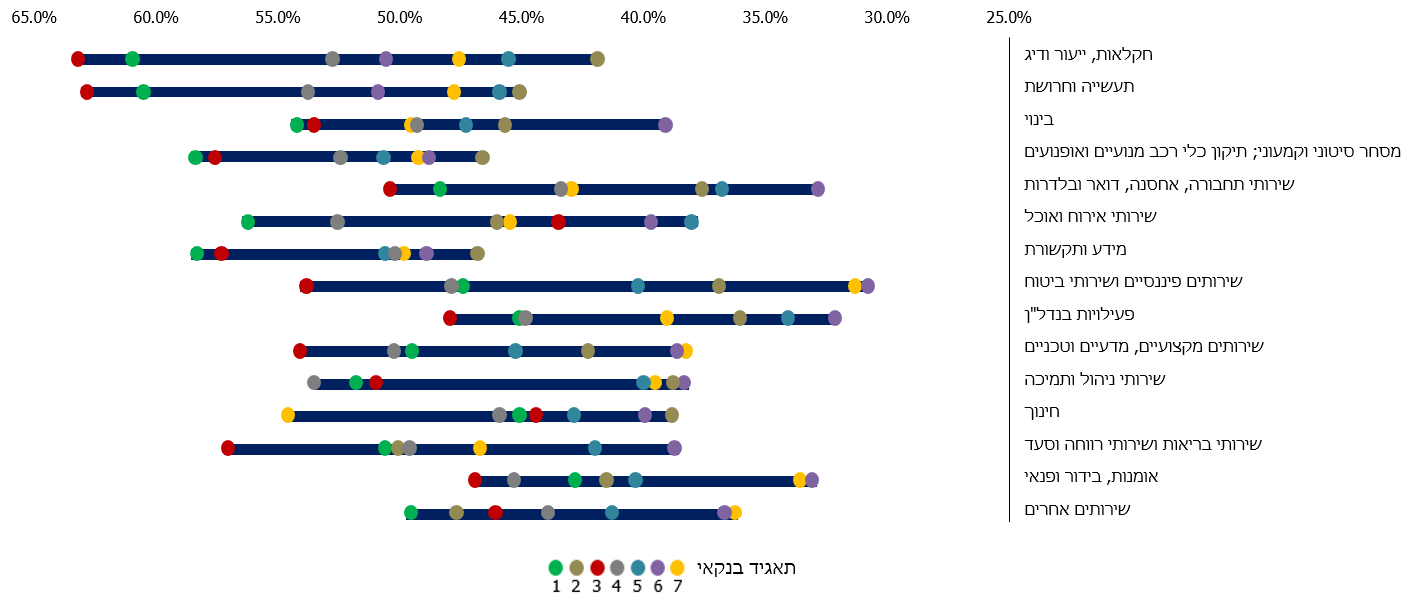 65.0% 60.0% 55.0% 50.0% 45.0% 40.0% 35.0% 30.0% 25.0%
חקלאות, ייעור ודיג
תעשייה וחרושת
בינוי
מסחר סיטוני וקמעוני; תיקון כלי רכב מנועיים ואופנועים
שירותי תחבורה, אחסנה, דואר ובלדרות
שירותי אירוח ואוכל
מידע ותקשורת
שירותים פיננסיים ושירותי ביטוח
פעילויות בנדל"ן
שירותים מקצועיים, מדעיים וטכניים
שירותי ניהול ותמיכה
חינוך
שירותי בריאות ושירותי רווחה וסעד
אומנות, בידור ופנאי
שירותים אחרים
תאגיד בנקאי
1 2 3 4 5 6 7